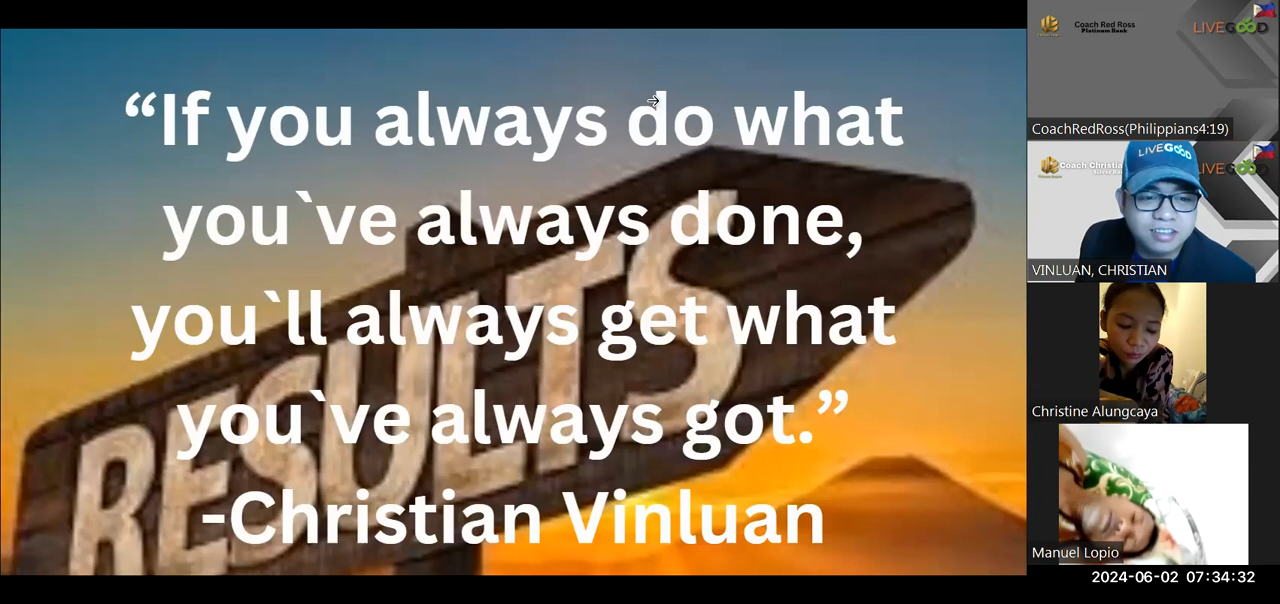 “If you always do what
you`ve always done,
you`ll always get what
you`ve always got.”
-Christian Vinluan
RESULTS
Coach Red Ross
Platinum Rank
LIVEGOOD
CoachRedRoss(Philippians4:19)
Coach Christia
LIVEGOOD
LIVEGOOD
VINLUAN, CHRISTIAN
Christine Alungcaya
Manuel Lopio
2024-06-02 07:34:32